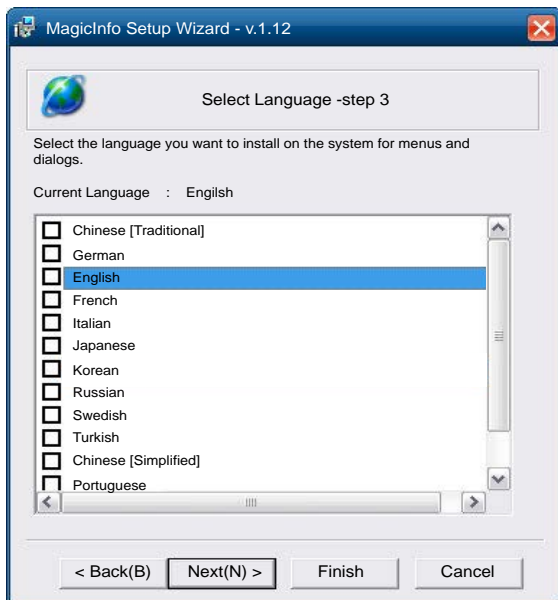 MagicInfo Setup Wizard - v.1.12
Select Language -step 3
Select the language you want to install on the system for menus and
dialogs.
Current Language : Engilsh
Chinese [Traditional]
German
English
French
Italian
Japanese
Korean
Russian
Swedish
Turkish
Chinese [Simplified]
Portuguese
< Back(B) Next(N) > Finish Cancel